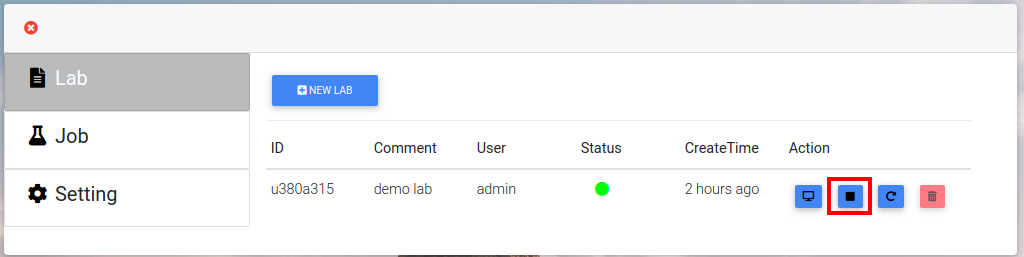 Lab
Job
Setting
NEW LAB
ID Comment User Status CreateTime Action
u380a315 demo lab admin 2 hours ago